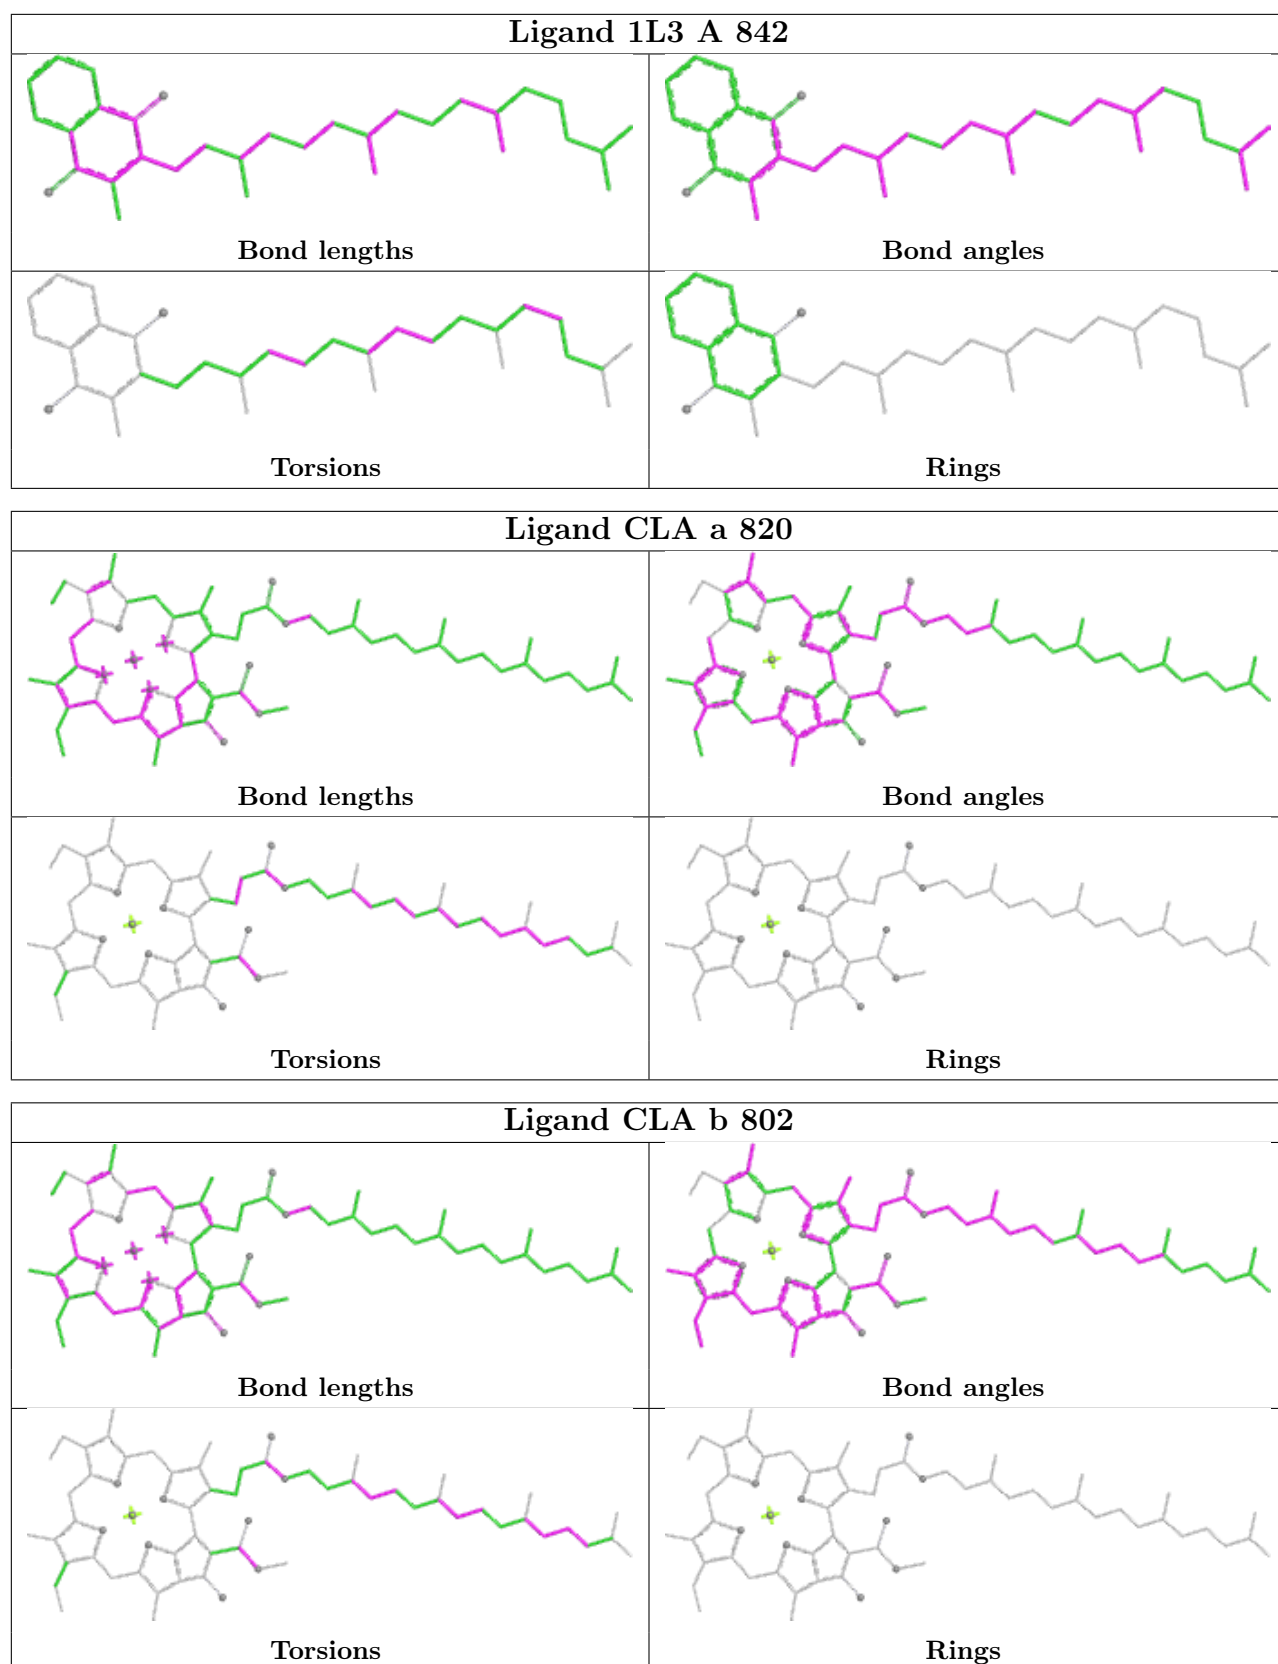 Ligand 1L3 A 842
Bond lengths
Bond angles
Torsions
Rings
Ligand CLA a 820
Bond lengths
Bond angles
Torsions
Rings
Ligand CLA b 802
Bond lengths
Bond angles
Torsions
Rings